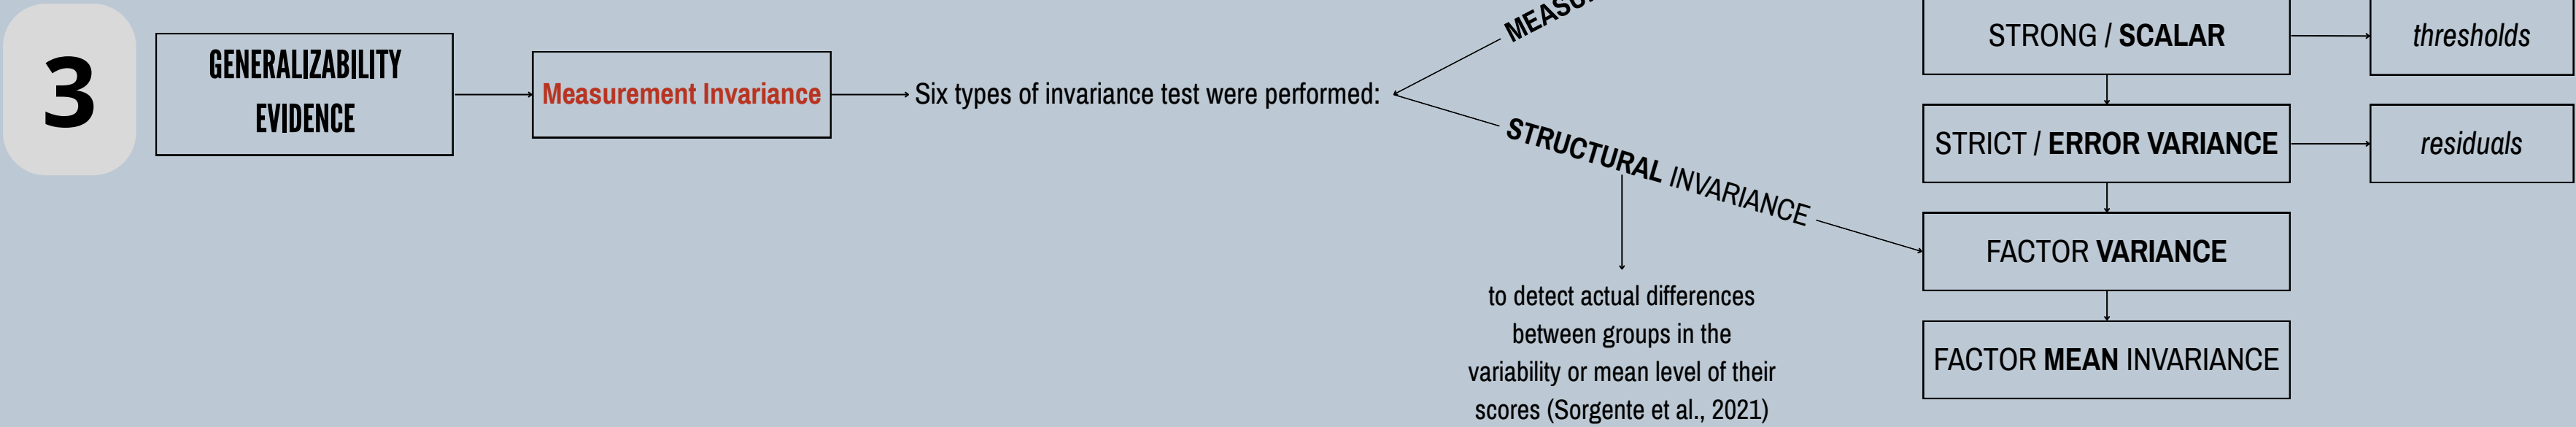 3
GENERALIZABILITY
EVIDENCE
Measurement Invariance
Six types of invariance test were performed:
STRUCTURAL INVARIANCE
to detect actual differences
between groups in the
variability or mean level of their
scores (Sorgente et al., 2021)
STRONG / SCALAR
thresholds
STRICT / ERROR VARIANCE
residuals
FACTOR VARIANCE
FACTOR MEAN INVARIANCE